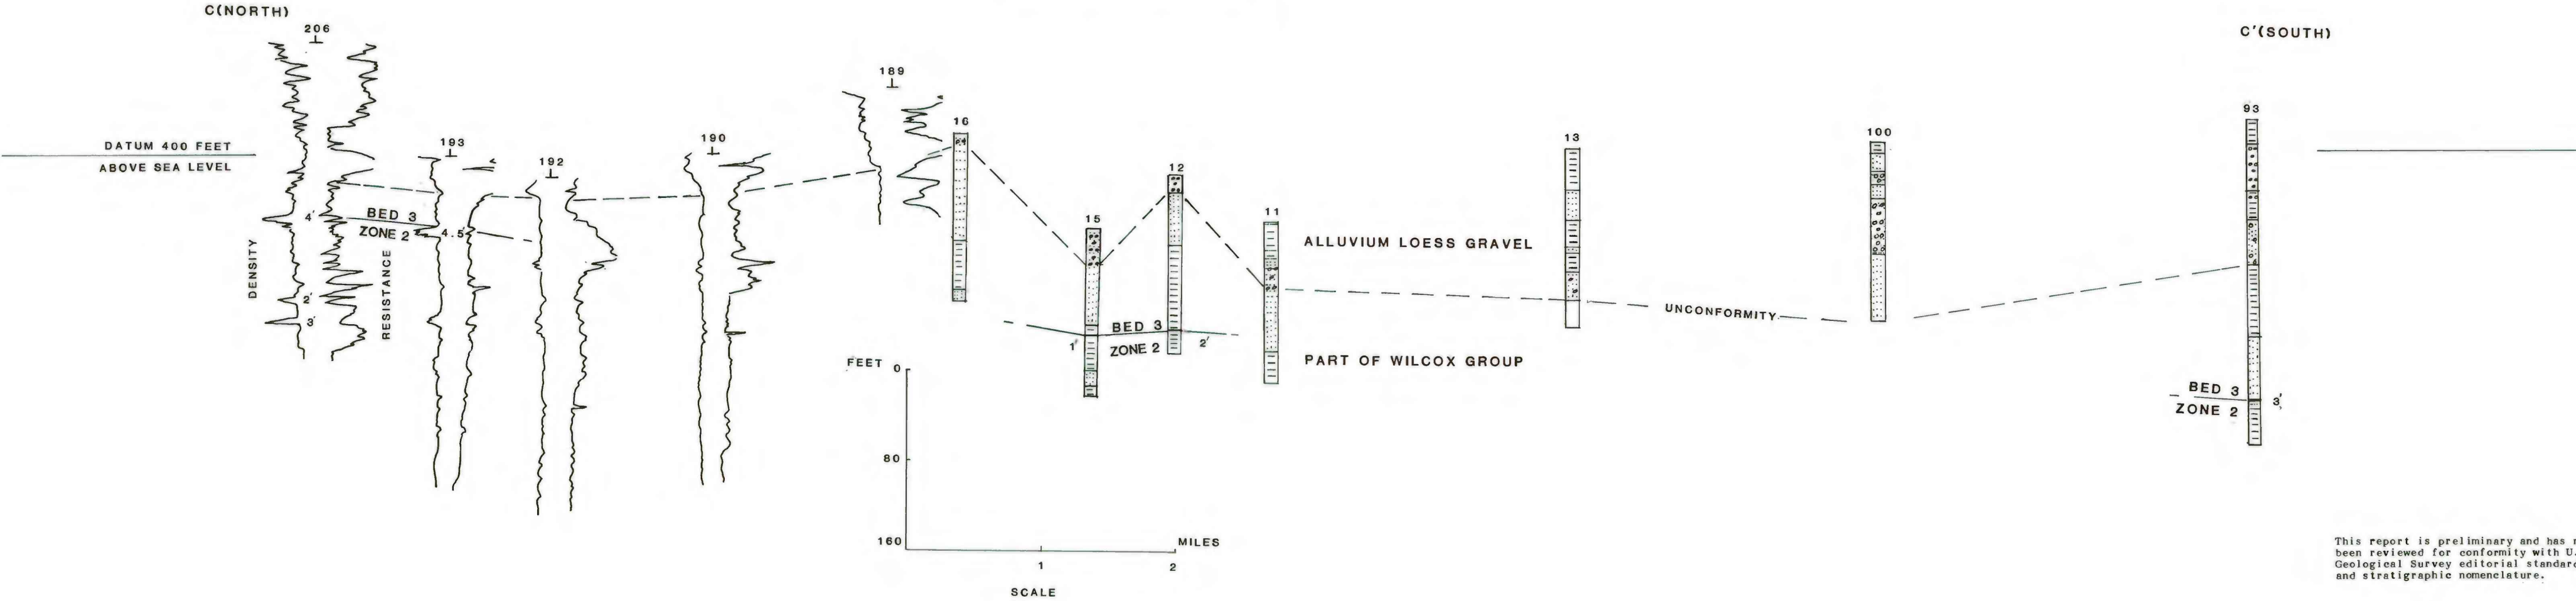 C(NORTH)
C'(SOUTH)
206
189
93
16
13
100
DATUM 400 FEET
ABOVE SEA LEVEL
193
192
190
12
15
11
4'
BED 3
ZONE 2
4.5'
ALLUVIUM LOESS GRAVEL
DENSITY
RESISTANCE
2'
3'
UNCONFORMITY
BED 3
ZONE 2
1'
2'
PART OF WILCOX GROUP
BED 3
ZONE 2
3'
FEET 0
80
160
MILES
1
2
SCALE
This report is preliminary and has
been reviewed for conformity with U.
Geological Survey editorial
and stratigraphic nomenclature.